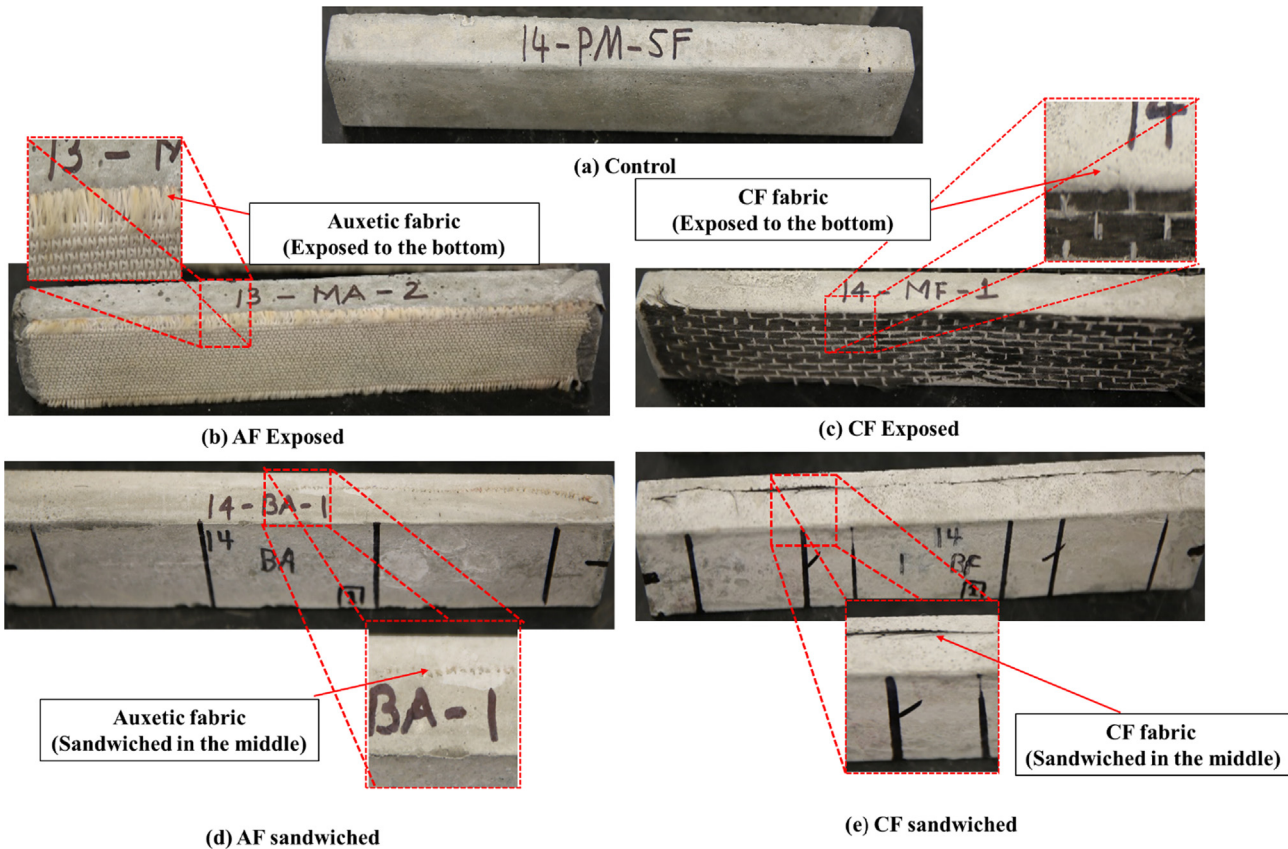 14-PM-5F
(a) Control
13 - M
Auxetic fabric
(Exposed to the bottom)
13 - MA - 2
(b) AF Exposed
14
CF fabric
(Exposed to the bottom)
14 - MF - 1
(c) CF Exposed
14-BA-1
14
BA
BA-1
Auxetic fabric
(Sandwiched in the middle)
(d) AF sandwiched
14
1 BF
CF fabric
(Sandwiched in the middle)
(e) CF sandwiched